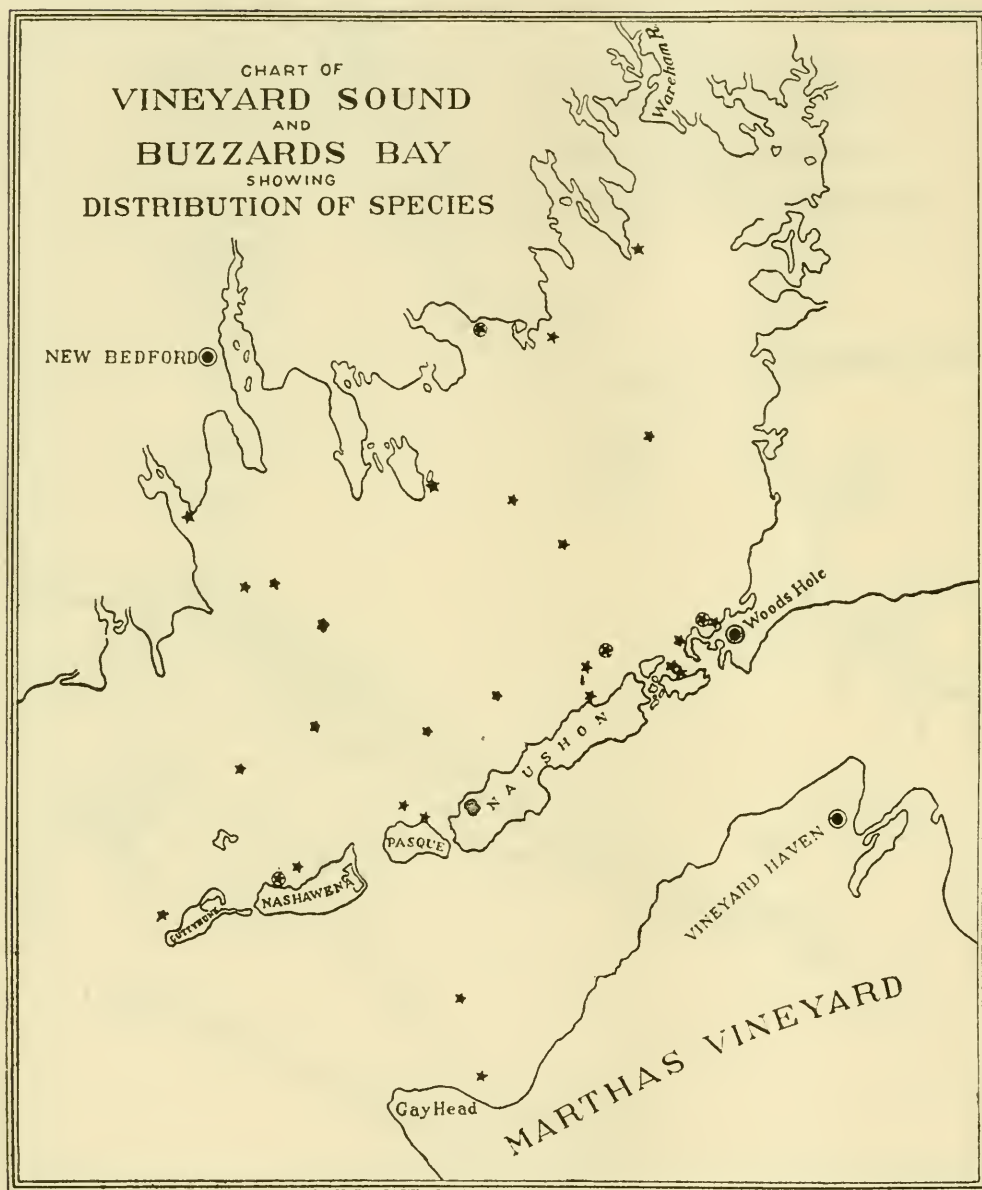 CHART OF
VINEYARD SOUND
AND
BUZZARDS BAY
SHOWING
DISTRIBUTION OF SPECIES
Wareham R.
NEW BEDFORD
Woods Hole
NAUSHON
PASQUE
NASHAWENA
CUTTYHUNK
VINEYARD HAVEN
MARTHAS VINEYARD
Gay Head